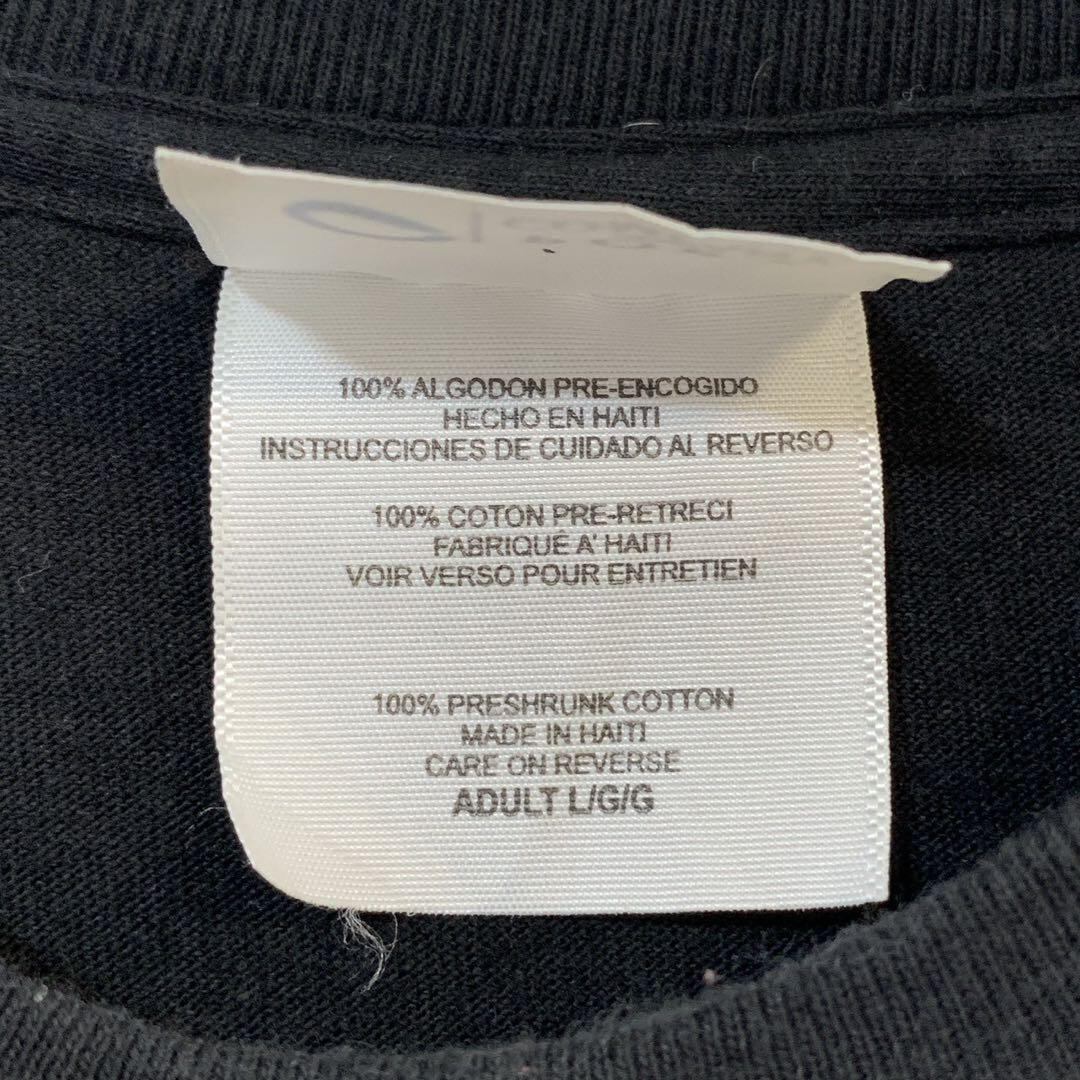 100% ALGODON PRE-ENCOGIDO
HECHO EN HAITI
INSTRUCCIONES DE CUIDADO AL REVERSO
100% COTON PRE-RETRECI
FABRIQUÉ A' HAITI
VOIR VERSO POUR ENTRETIEN
100% PRESHRUNK COTTON
MADE IN HAITI
CARE ON REVERSE
ADULT L/G/G